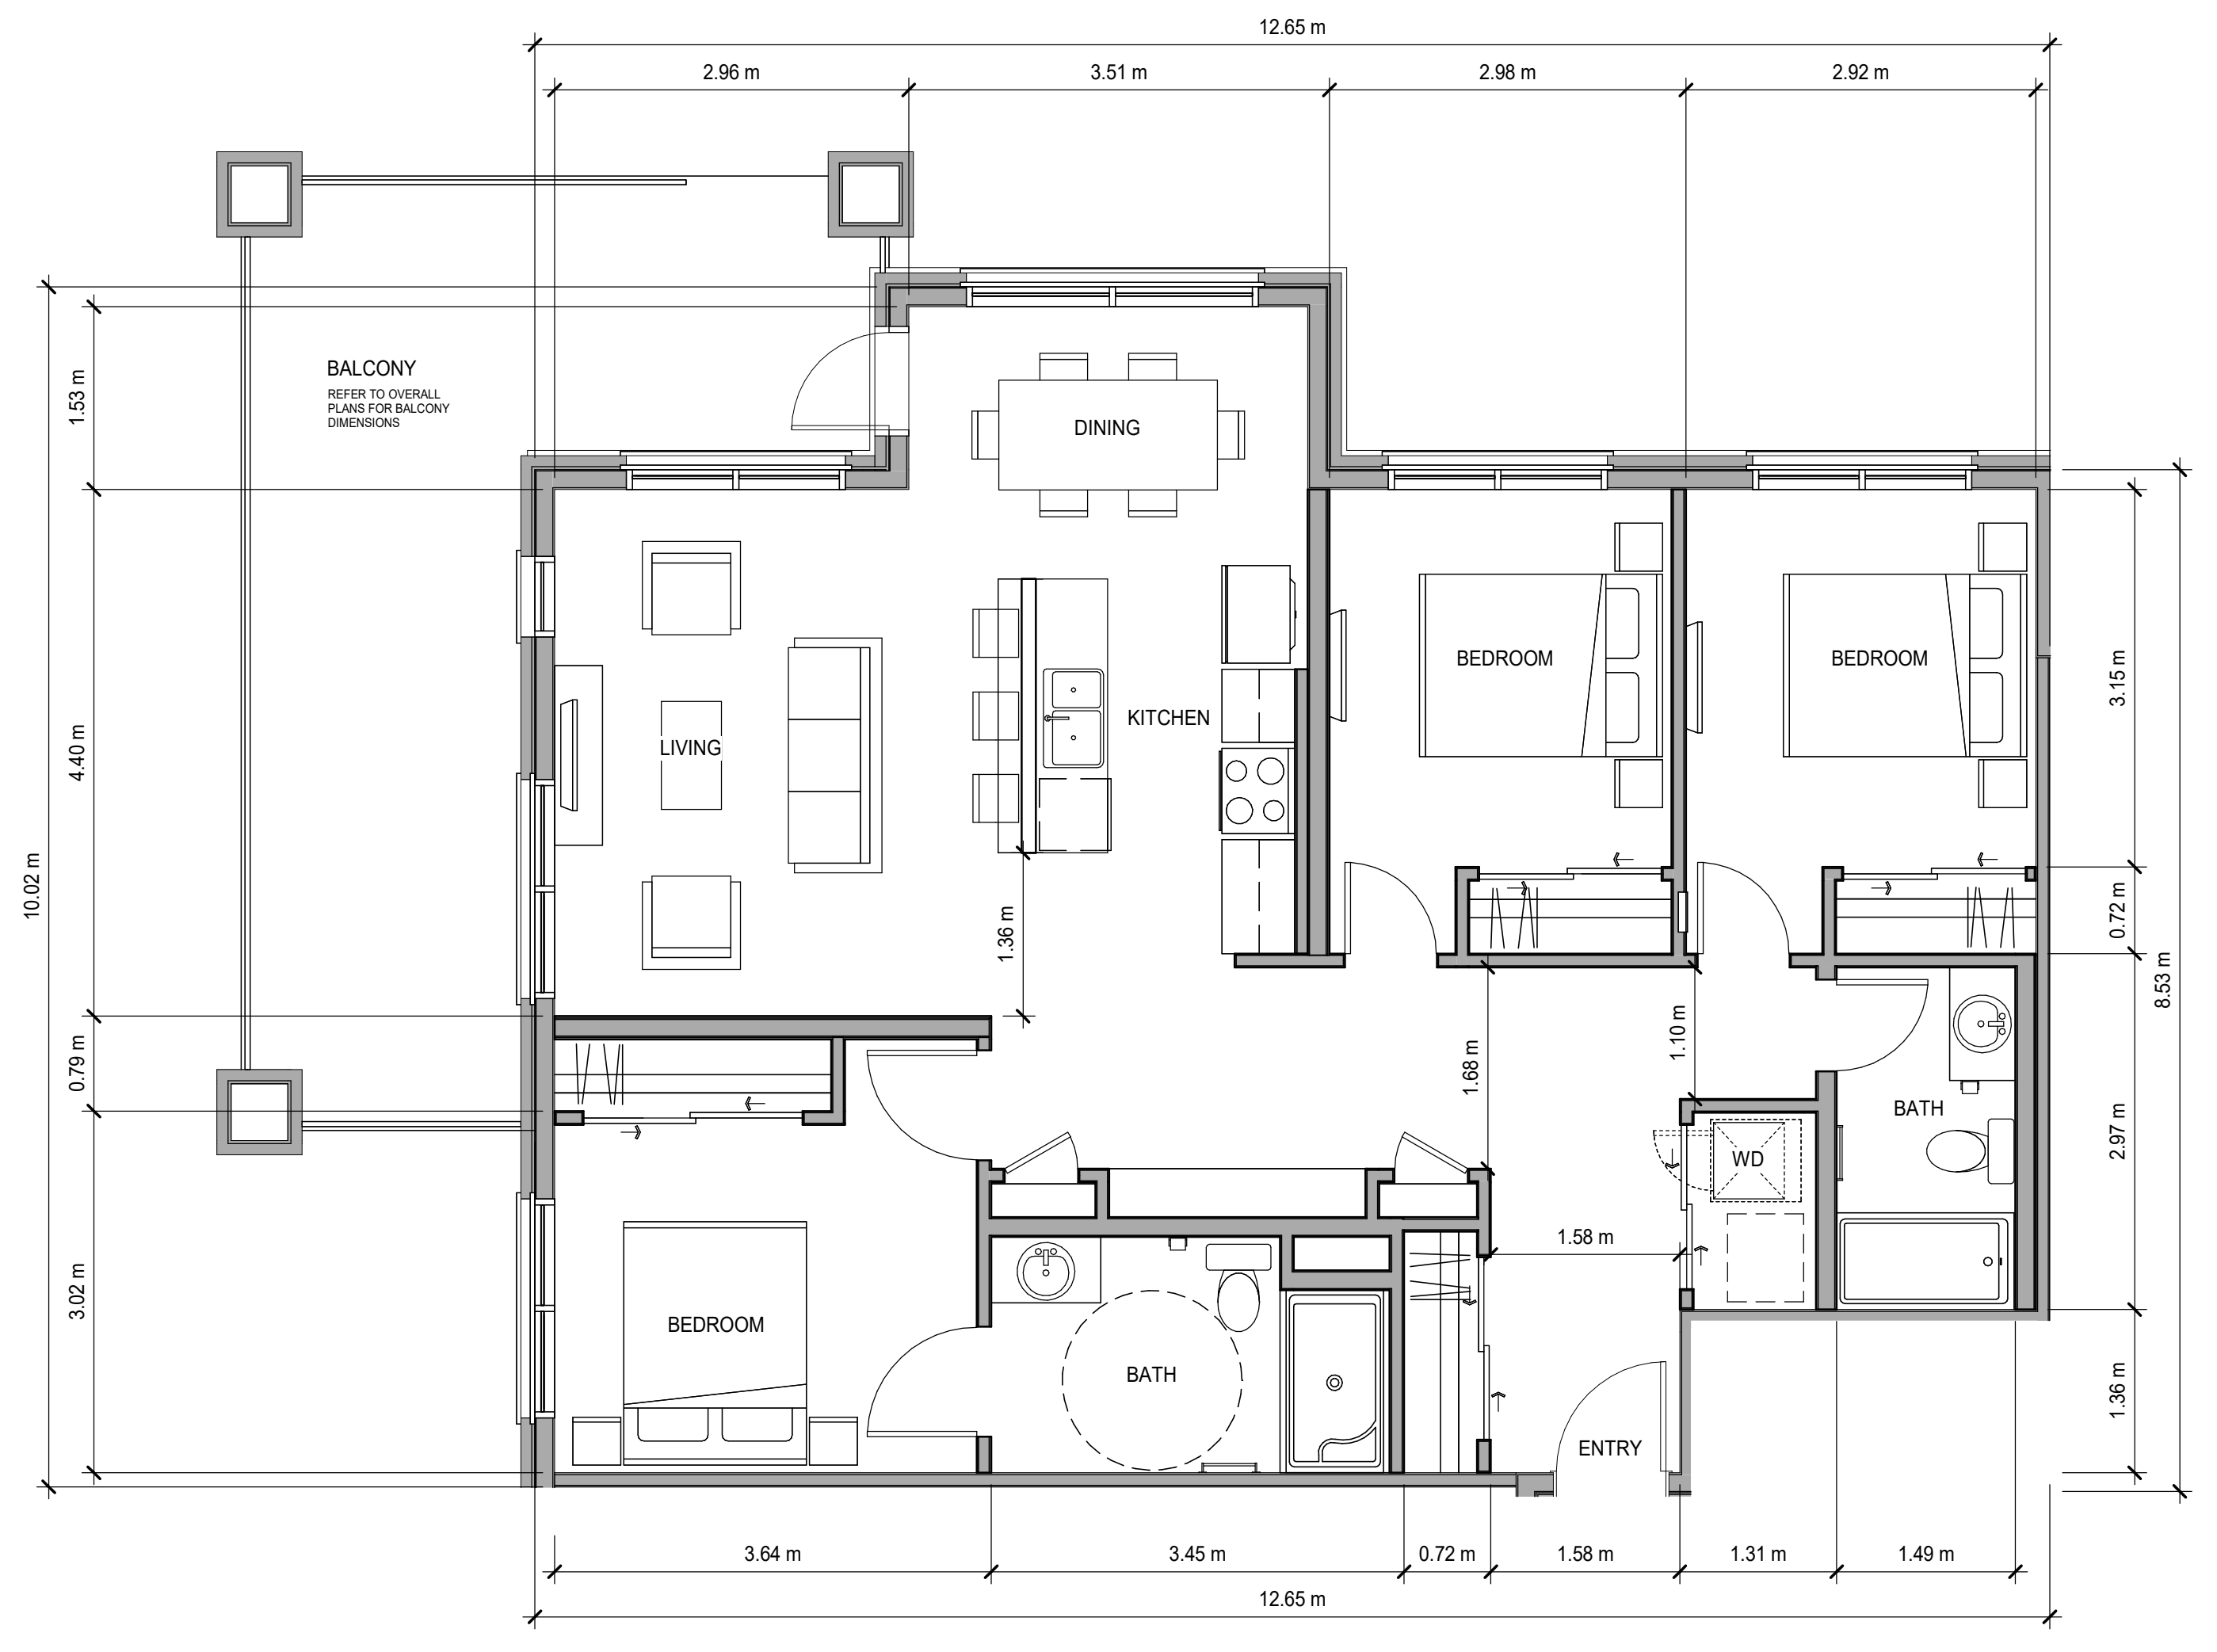 12.65 m
2.96 m
3.51 m
2.98 m
2.92 m
BALCONY
REFER TO OVERALL
PLANS FOR BALCONY
DIMENSIONS
1.53 m
DINING
4.40 m
10.02 m
LIVING
KITCHEN
BEDROOM
BEDROOM
3.15 m
0.72 m
8.53 m
1.36 m
0.79 m
1.68 m
1.10 m
BATH
2.97 m
WD
1.58 m
3.02 m
BEDROOM
BATH
ENTRY
1.36 m
3.64 m
3.45 m
0.72 m
1.58 m
1.31 m
1.49 m
12.65 m